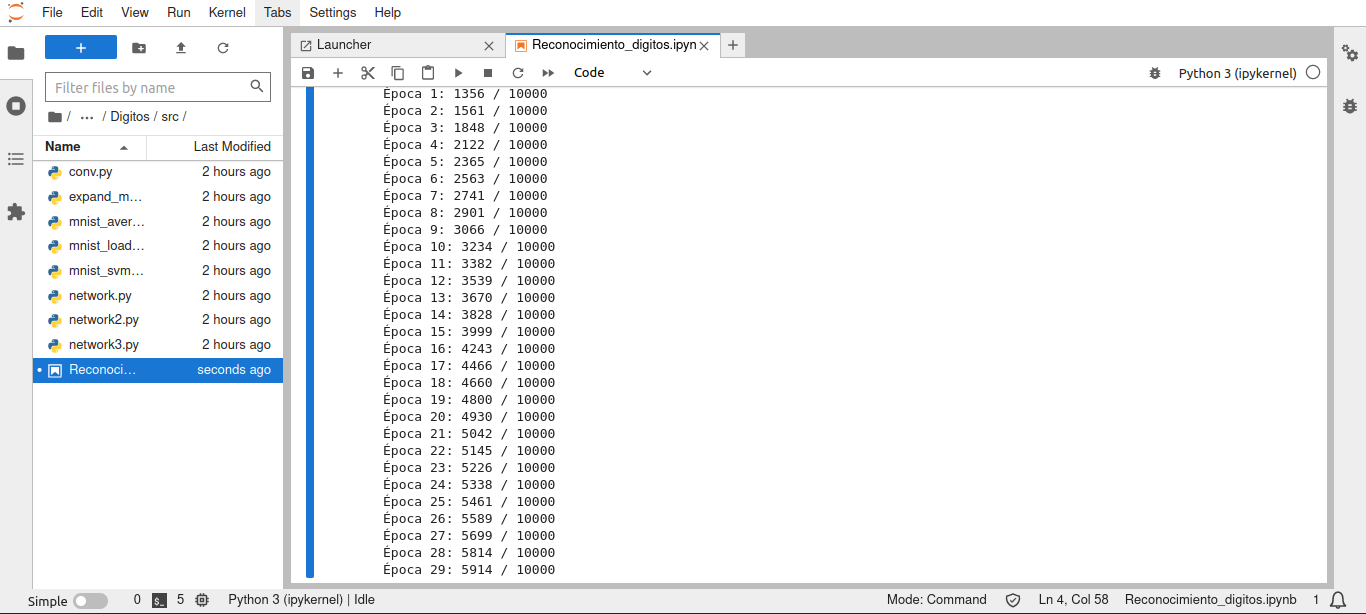 File Edit View Run Kernel Tabs Settings Help
Launcher
Reconocimiento_digitos.ipyn
Code
Python 3 (ipykernel)
Filter files by name
/ ... / Digitos / src /
Name Last Modified
conv.py 2 hours ago
expand_m... 2 hours ago
mnist_aver... 2 hours ago
mnist_load... 2 hours ago
mnist_svm... 2 hours ago
network.py 2 hours ago
network2.py 2 hours ago
network3.py 2 hours ago
Reconoci... seconds ago
Época 1: 1356 / 10000
Época 2: 1561 / 10000
Época 3: 1848 / 10000
Época 4: 2122 / 10000
Época 5: 2365 / 10000
Época 6: 2563 / 10000
Época 7: 2741 / 10000
Época 8: 2901 / 10000
Época 9: 3066 / 10000
Época 10: 3234 / 10000
Época 11: 3382 / 10000
Época 12: 3539 / 10000
Época 13: 3670 / 10000
Época 14: 3828 / 10000
Época 15: 3999 / 10000
Época 16: 4243 / 10000
Época 17: 4466 / 10000
Época 18: 4660 / 10000
Época 19: 4800 / 10000
Época 20: 4930 / 10000
Época 21: 5042 / 10000
Época 22: 5145 / 10000
Época 23: 5226 / 10000
Época 24: 5338 / 10000
Época 25: 5461 / 10000
Época 26: 5589 / 10000
Época 27: 5699 / 10000
Época 28: 5814 / 10000
Época 29: 5914 / 10000
Simple 0 5 Python 3 (ipykernel) | Idle Mode: Command Ln 4, Col 58 Reconocimiento_digitos.ipynb 1